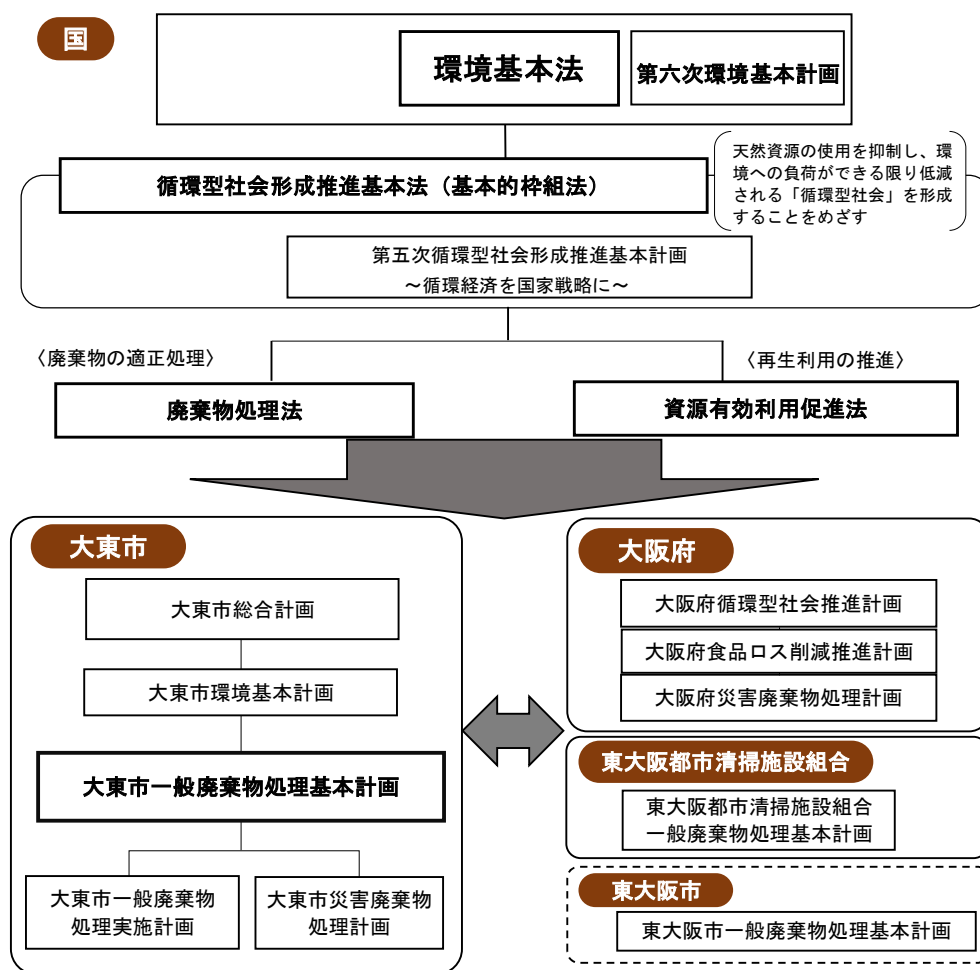 国
環境基本法
第六次環境基本計画
循環型社会形成推進基本法（基本的枠組法）
天然資源の使用を抑制し、環
境への負荷ができる限り低減
される「循環型社会」を形成
することをめざす
第五次循環型社会形成推進基本計画
～循環経済を国家戦略に～
〈廃棄物の適正処理〉
〈再生利用の推進〉
廃棄物処理法
資源有効利用促進法
大東市
大東市総合計画
大東市環境基本計画
大東市一般廃棄物処理基本計画
大東市一般廃棄物
処理実施計画
大東市災害廃棄物
処理計画
大阪府
大阪府循環型社会推進計画
大阪府食品ロス削減推進計画
大阪府災害廃棄物処理計画
東大阪都市清掃施設組合
東大阪都市清掃施設組合
一般廃棄物処理基本計画
東大阪市
東大阪市一般廃棄物処理基本計画